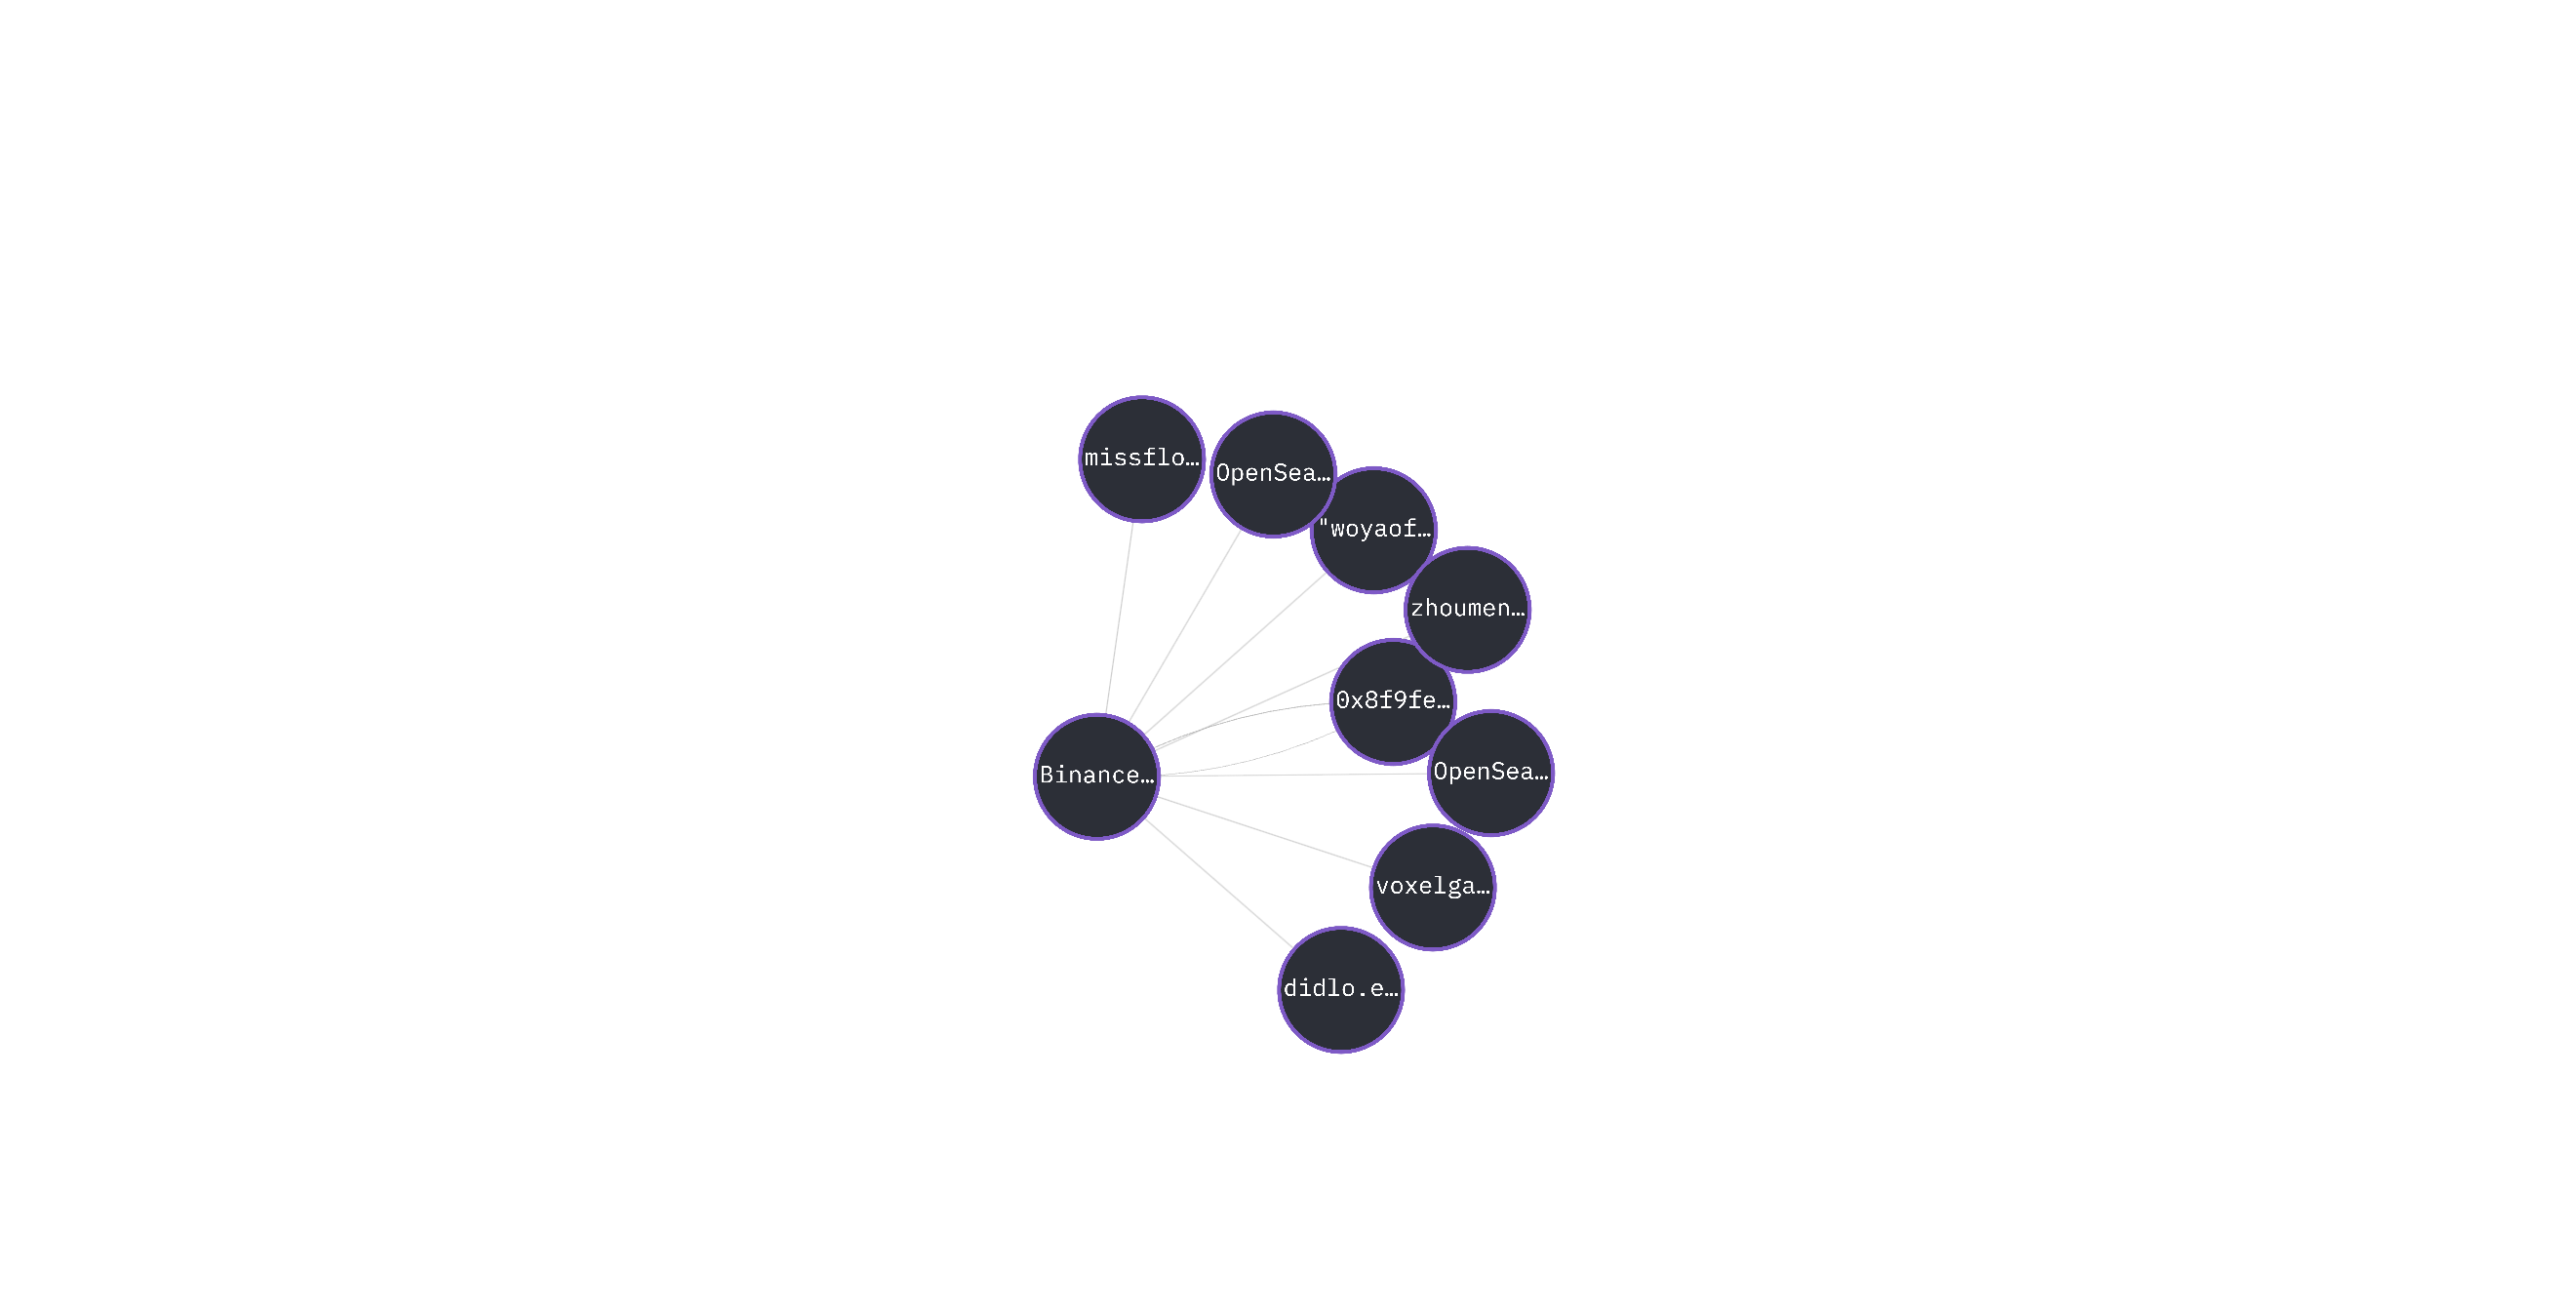 missflo…
OpenSea…
"woyaof…
zhoumen…
0x8f9fe…
Binance…
OpenSea…
voxelga…
didlo.e…